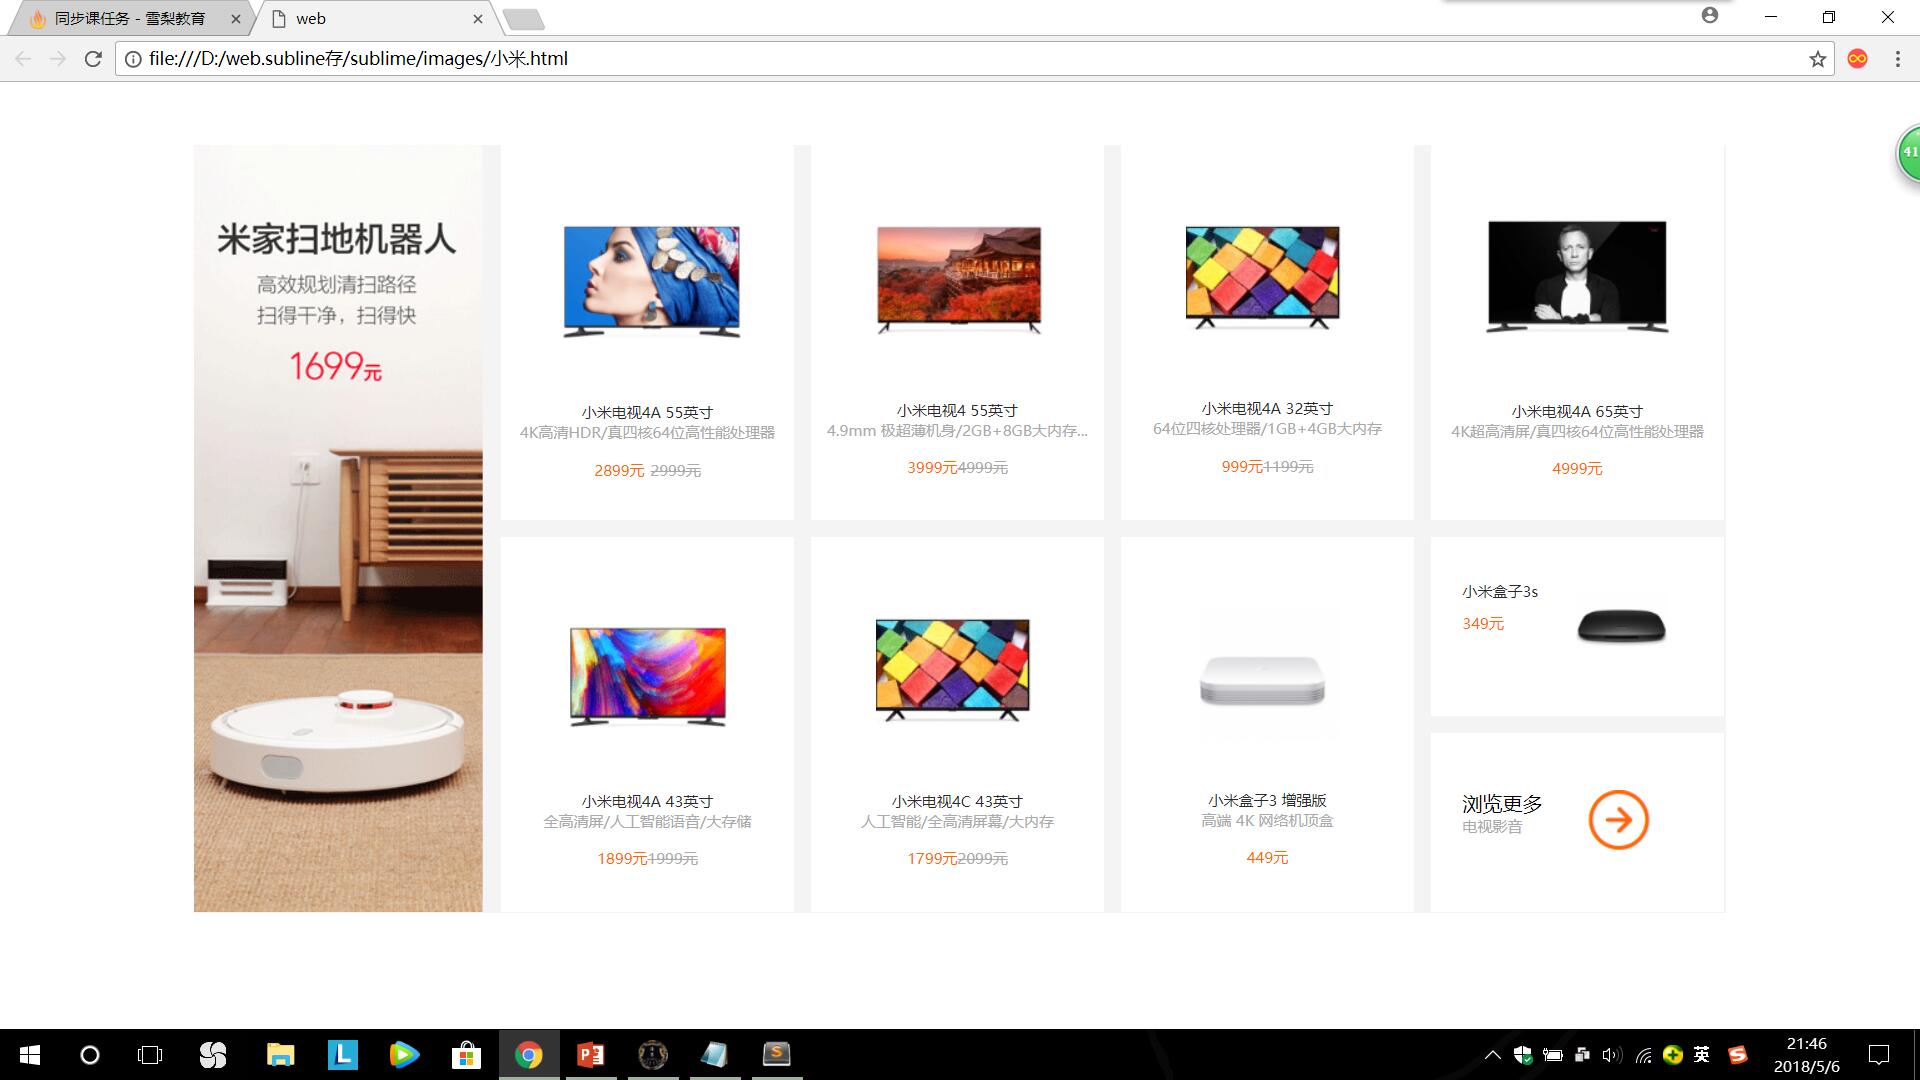 同步课任务 - 雪梨教育
web
file:///D:/web.subline存/sublime/images/小米.html
41
米家扫地机器人
高效规划清扫路径
扫得干净，扫得快
1699元
小米电视4A 55英寸
4K高清HDR/真四核64位高性能处理器
2899元 2999元
小米电视4 55英寸
4.9mm 极超薄机身/2GB+8GB大内存...
3999元4999元
小米电视4A 32英寸
64位四核处理器/1GB+4GB大内存
999元1199元
小米电视4A 65英寸
4K超高清屏/真四核64位高性能处理器
4999元
小米电视4A 43英寸
全高清屏/人工智能语音/大存储
1899元1999元
小米电视4C 43英寸
人工智能/全高清屏幕/大内存
1799元2099元
小米盒子3 增强版
高端 4K 网络机顶盒
449元
小米盒子3s
349元
浏览更多
电视影音
英
21:46
2018/5/6